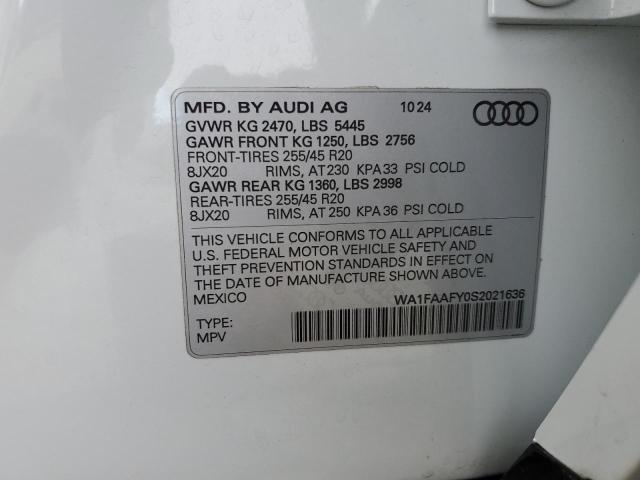 MFD. BY AUDI AG 10 24
GVWR KG 2470, LBS 5445
GAWR FRONT KG 1250, LBS 2756
FRONT-TIRES 255/45 R20
8JX20 RIMS, AT 230 KPA 33 PSI COLD
GAWR REAR KG 1360, LBS 2998
REAR-TIRES 255/45 R20
8JX20 RIMS, AT 250 KPA 36 PSI COLD
THIS VEHICLE CONFORMS TO ALL APPLICABLE
U.S. FEDERAL MOTOR VEHICLE SAFETY AND
THEFT PREVENTION STANDARDS IN EFFECT ON
THE DATE OF MANUFACTURE SHOWN ABOVE.
MEXICO WA1FAAFY0S2021636
TYPE:
MPV